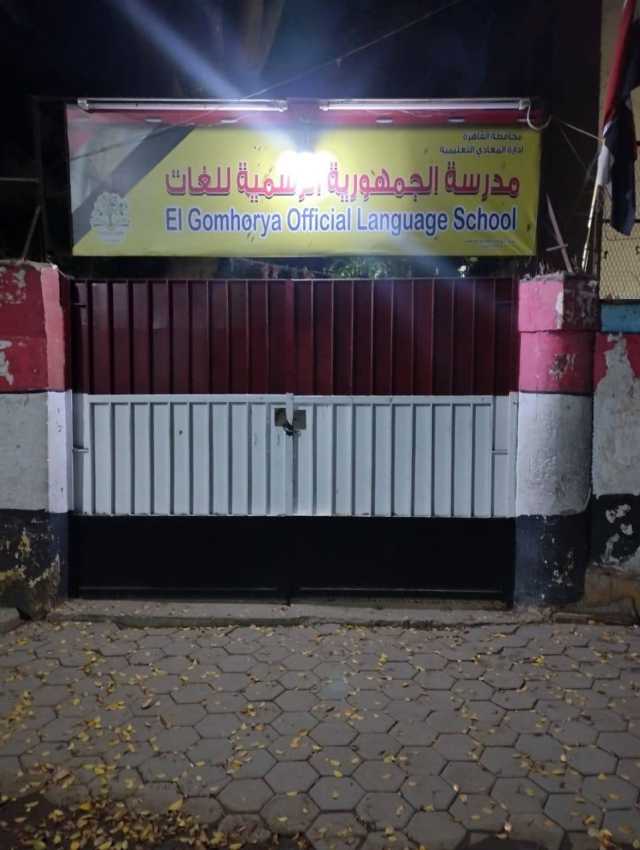 محافظة القاهرة
إدارة المعادي التعليمية
مدرسة الجمهورية الرسمية للغات
El Gomhorya Official Language School